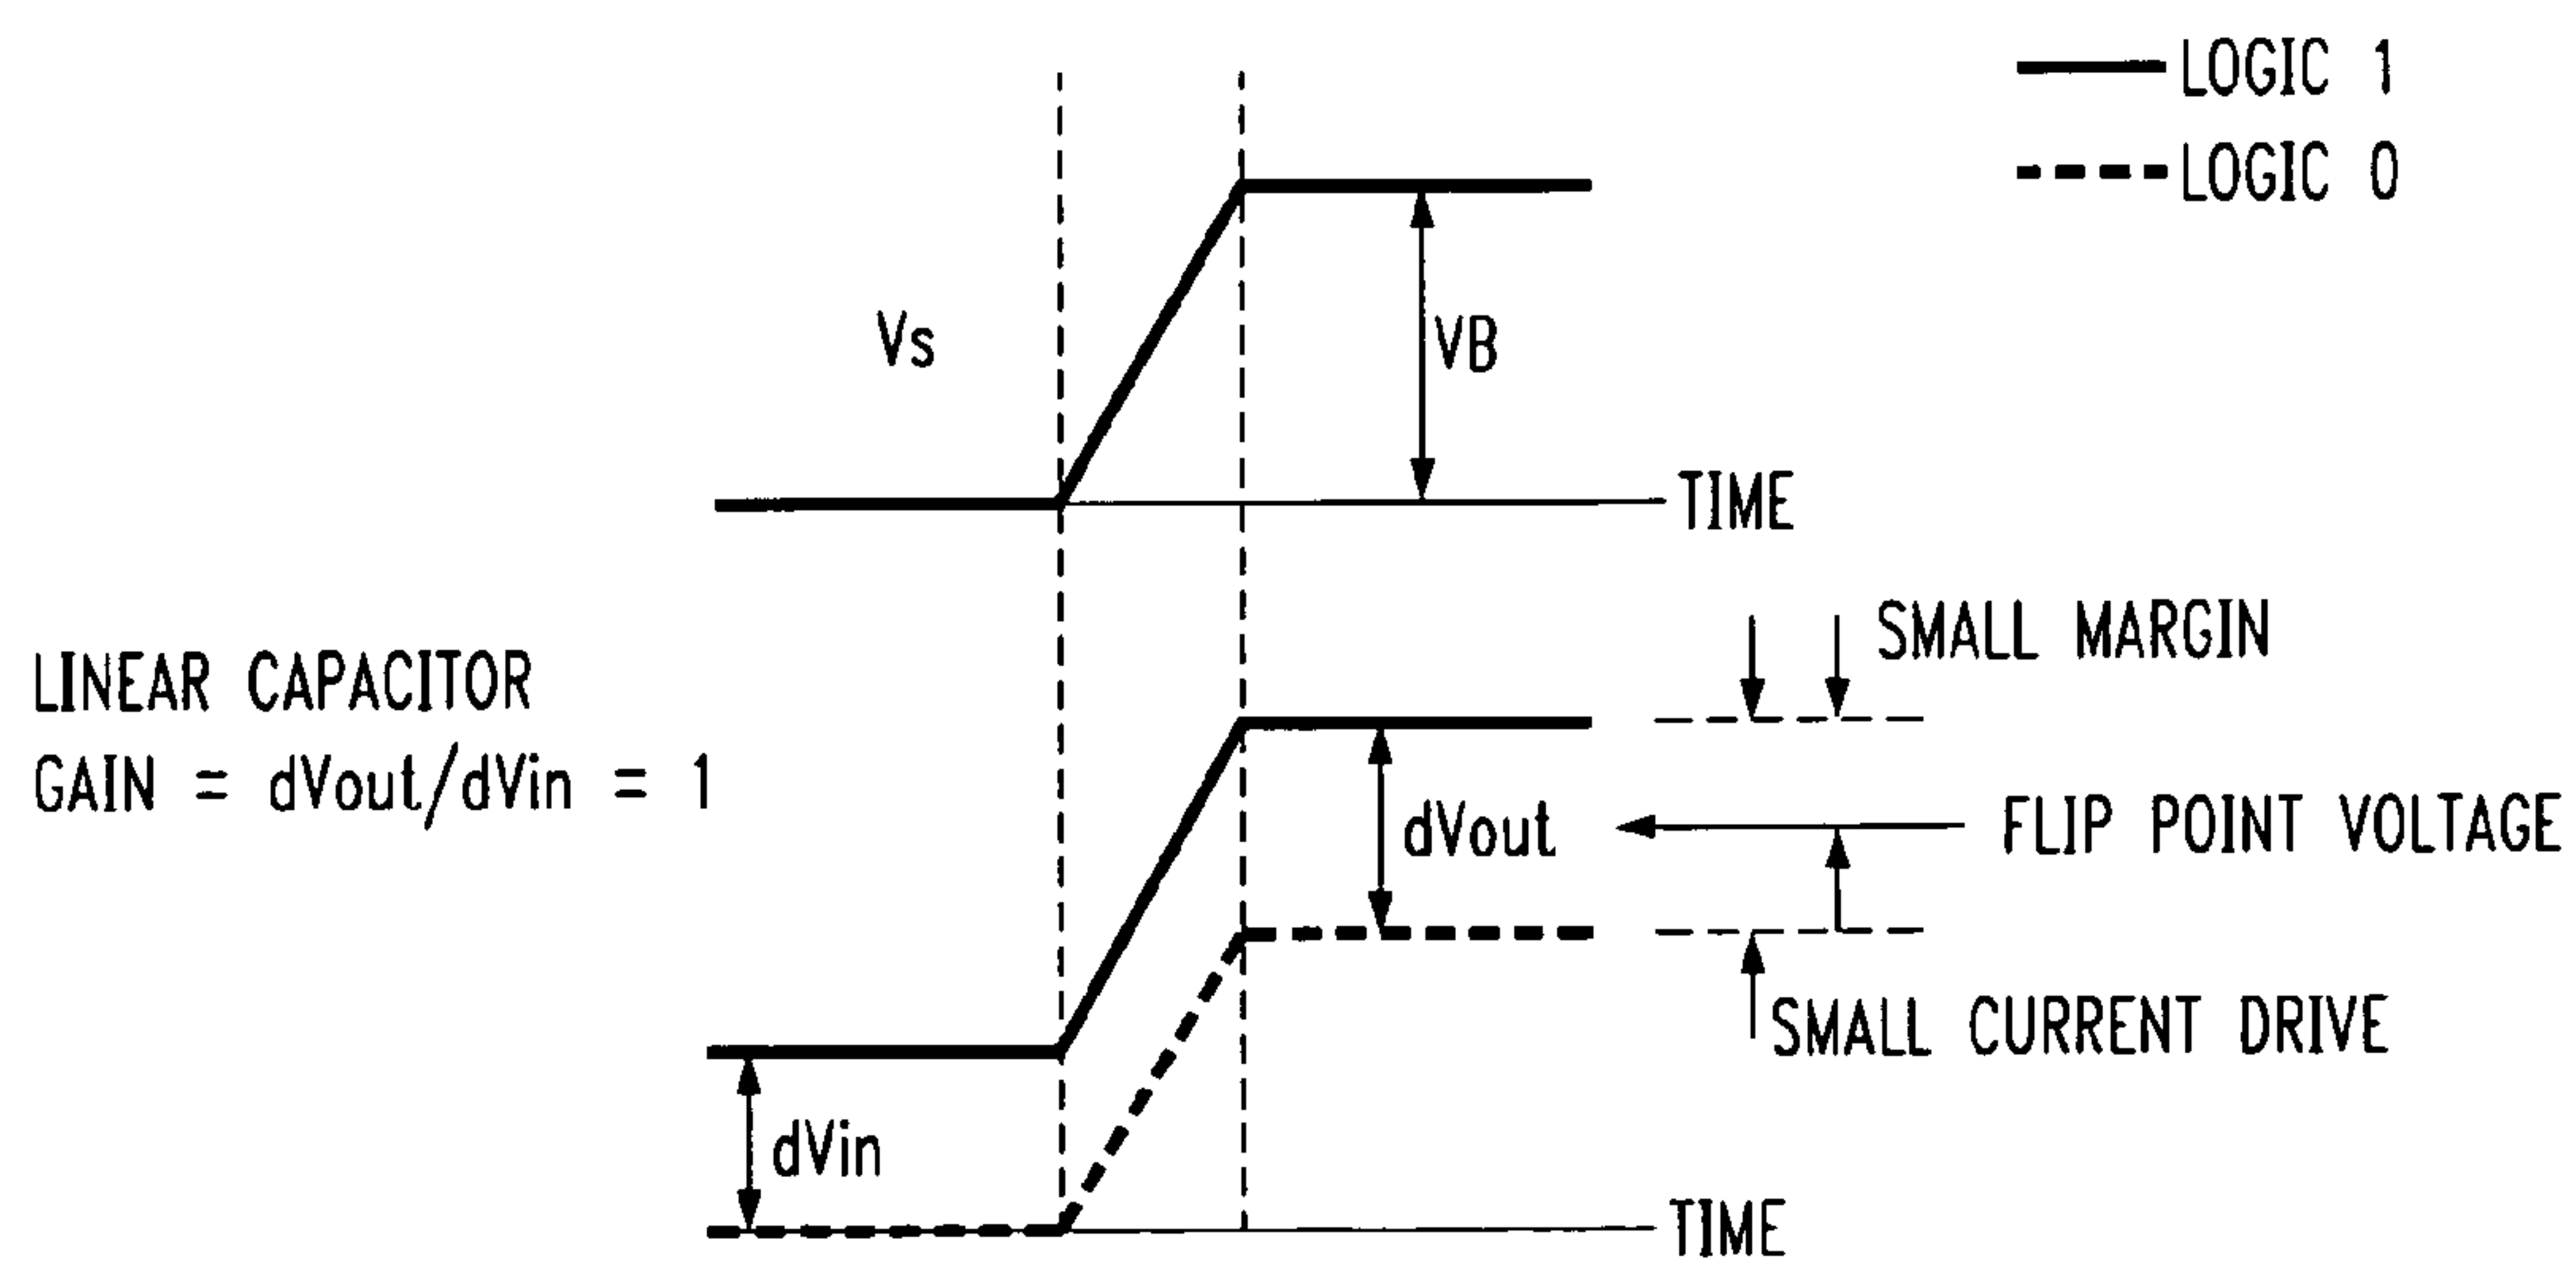 LOGIC 1
LOGIC 0
Vs
VB
TIME
SMALL MARGIN
LINEAR CAPACITOR
GAIN = dVout/dVin = 1
dVout
FLIP POINT VOLTAGE
SMALL CURRENT DRIVE
dVin
TIME